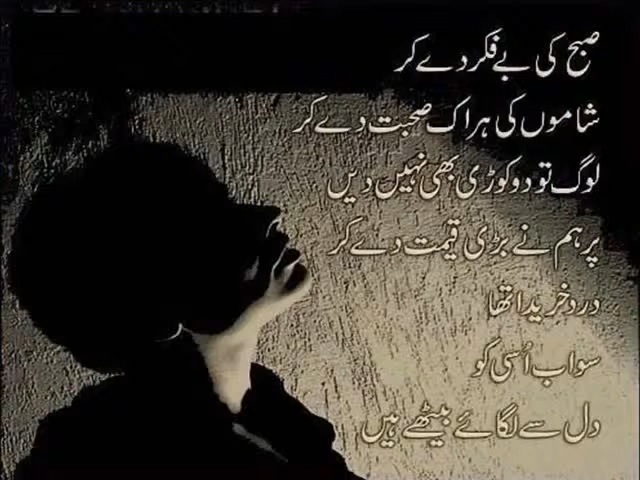 صبح کی بے فکر دے کر
شاموں کی ہر اک صحبت دے کر
لوگ تو دو کوڑی بھی نہیں دیں
پر ہم نے بڑی قیمت دے کر
درد خریدا تھا
سو اب اُسی کو
دل سے لگائے بیٹھے ہیں